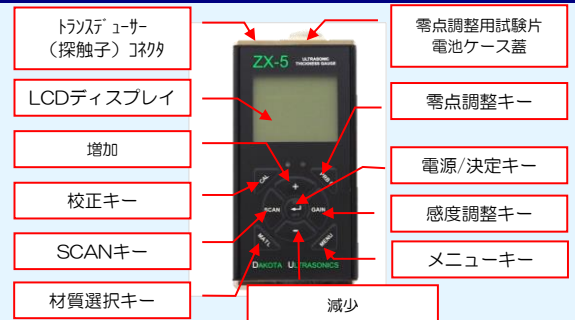 トランスデューサー
（探触子）コネクタ
零点調整用試験片
電池ケース蓋
ZX-5 ULTRASONIC
THICKNESS GAUGE
LCDディスプレイ
零点調整キー
増加
電源/決定キー
校正キー
CAL
+
PRB 0
感度調整キー
SCAN
GAIN
SCANキー
MATL
-
MENU
メニューキー
DAKOTA ULTRASONICS
材質選択キー
減少